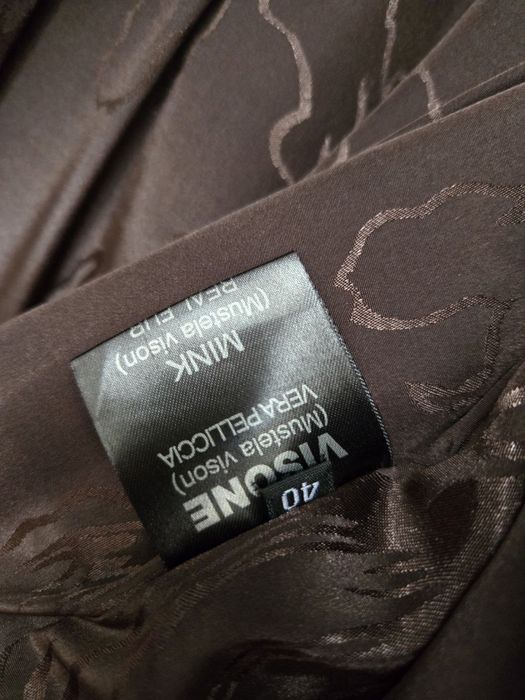 40
VISONE
(Mustela vison)
VERA PELLICCIA
MINK
(Mustela vison)
REAL FUR